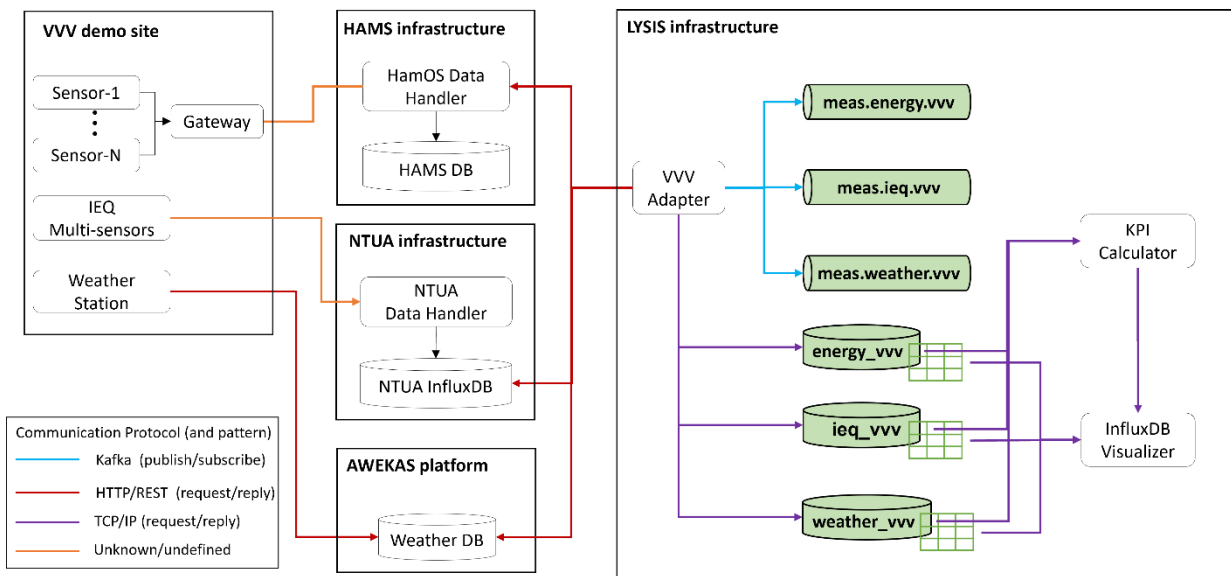 VVV demo site
Sensor-1
Sensor-N
Gateway
IEQ
Multi-sensors
Weather
Station
HAMS infrastructure
HamOS Data
Handler
HAMS DB
NTUA infrastructure
NTUA
Data Handler
NTUA InfluxDB
AWEKAS platform
Weather DB
LYSIS infrastructure
VVV
Adapter
meas.energy.vvv
meas.ieq.vvv
meas.weather.vvv
energy_vvv
ieq_vvv
weather_vvv
KPI
Calculator
InfluxDB
Visualizer
Communication Protocol (and pattern)
Kafka (publish/subscribe)
HTTP/REST (request/reply)
TCP/IP (request/reply)
Unknown/undefined